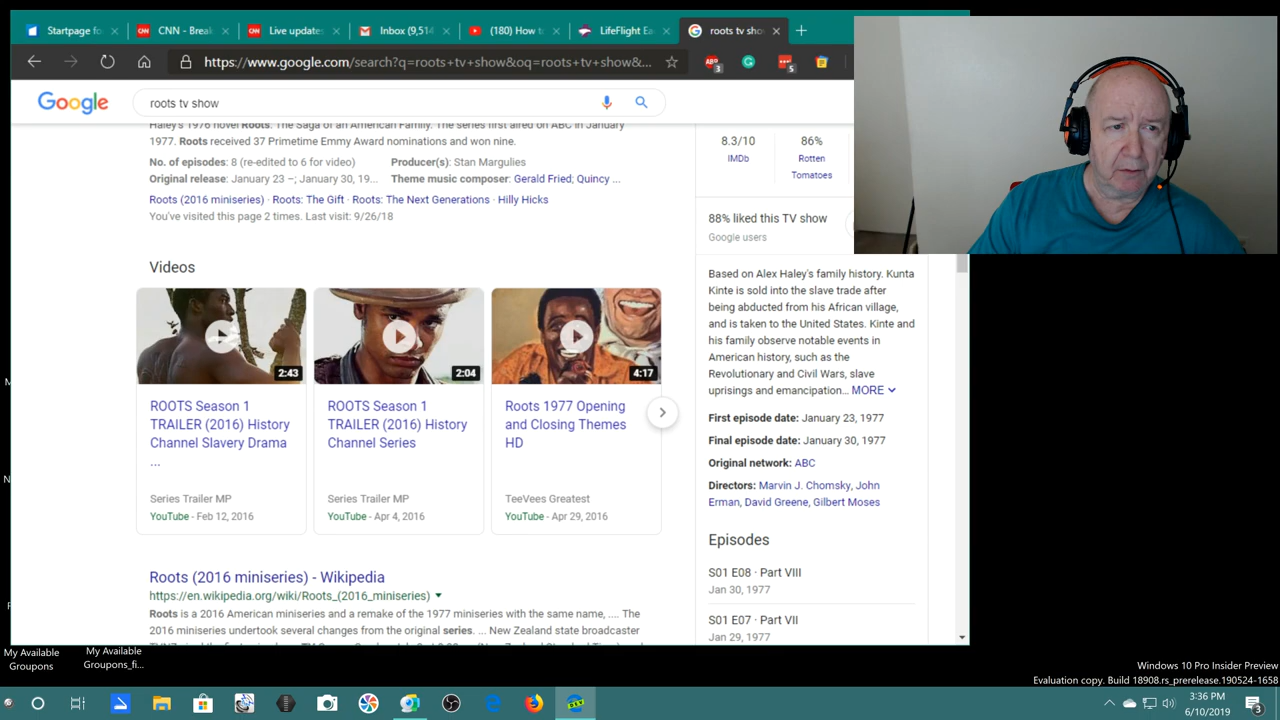 Startpage fo
CNN - Break
Live updates
Inbox (9,514
(180) How t
LifeFlight Ea
roots tv sho
https://www.google.com/search?q=roots+tv+show&oq=roots+tv+show&...
ABP
3
5
Google
roots tv show
Haley's 1976 novel Roots: The Saga of an American Family. The series first aired on ABC in January
1977. Roots received 37 Primetime Emmy Award nominations and won nine.
No. of episodes: 8 (re-edited to 6 for video)
Producer(s): Stan Margulies
Original release: January 23 –; January 30, 19...
Theme music composer: Gerald Fried; Quincy ...
Roots (2016 miniseries) · Roots: The Gift · Roots: The Next Generations · Hilly Hicks
You've visited this page 2 times. Last visit: 9/26/18
Videos
2:43
2:04
4:17
ROOTS Season 1
TRAILER (2016) History
Channel Slavery Drama
...
Series Trailer MP
YouTube - Feb 12, 2016
ROOTS Season 1
TRAILER (2016) History
Channel Series
Series Trailer MP
YouTube - Apr 4, 2016
Roots 1977 Opening
and Closing Themes
HD
TeeVees Greatest
YouTube - Apr 29, 2016
Roots (2016 miniseries) - Wikipedia
https://en.wikipedia.org/wiki/Roots_(2016_miniseries)
Roots is a 2016 American miniseries and a remake of the 1977 miniseries with the same name, .... The
2016 miniseries undertook several changes from the original series. ... New Zealand state broadcaster
8.3/10
IMDb
86%
Rotten
Tomatoes
88% liked this TV show
Google users
Based on Alex Haley's family history. Kunta
Kinte is sold into the slave trade after
being abducted from his African village,
and is taken to the United States. Kinte and
his family observe notable events in
American history, such as the
Revolutionary and Civil Wars, slave
uprisings and emancipation... MORE
First episode date: January 23, 1977
Final episode date: January 30, 1977
Original network: ABC
Directors: Marvin J. Chomsky, John
Erman, David Greene, Gilbert Moses
Episodes
S01 E08 · Part VIII
Jan 30, 1977
S01 E07 · Part VII
Jan 29, 1977
My Available
Groupons
My Available
Groupons_fi...
Windows 10 Pro Insider Preview
Evaluation copy. Build 18908.rs_prerelease.190524-1658
3:36 PM
6/10/2019
3